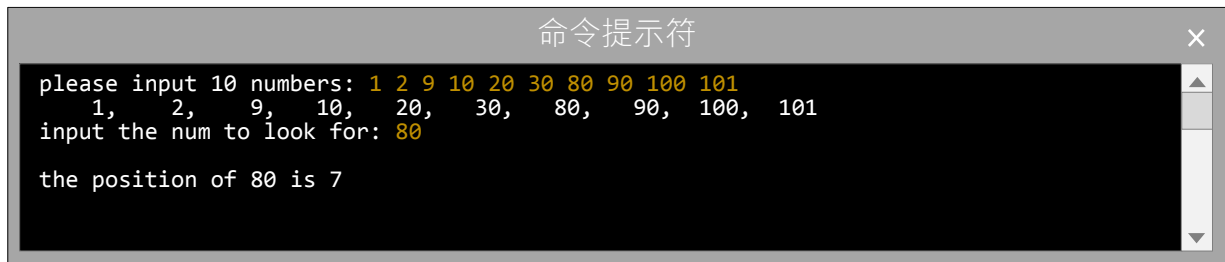 命令提示符
please input 10 numbers: 1 2 9 10 20 30 80 90 100 101
    1,    2,    9,   10,   20,   30,   80,   90,  100,  101
input the num to look for: 80
the position of 80 is 7